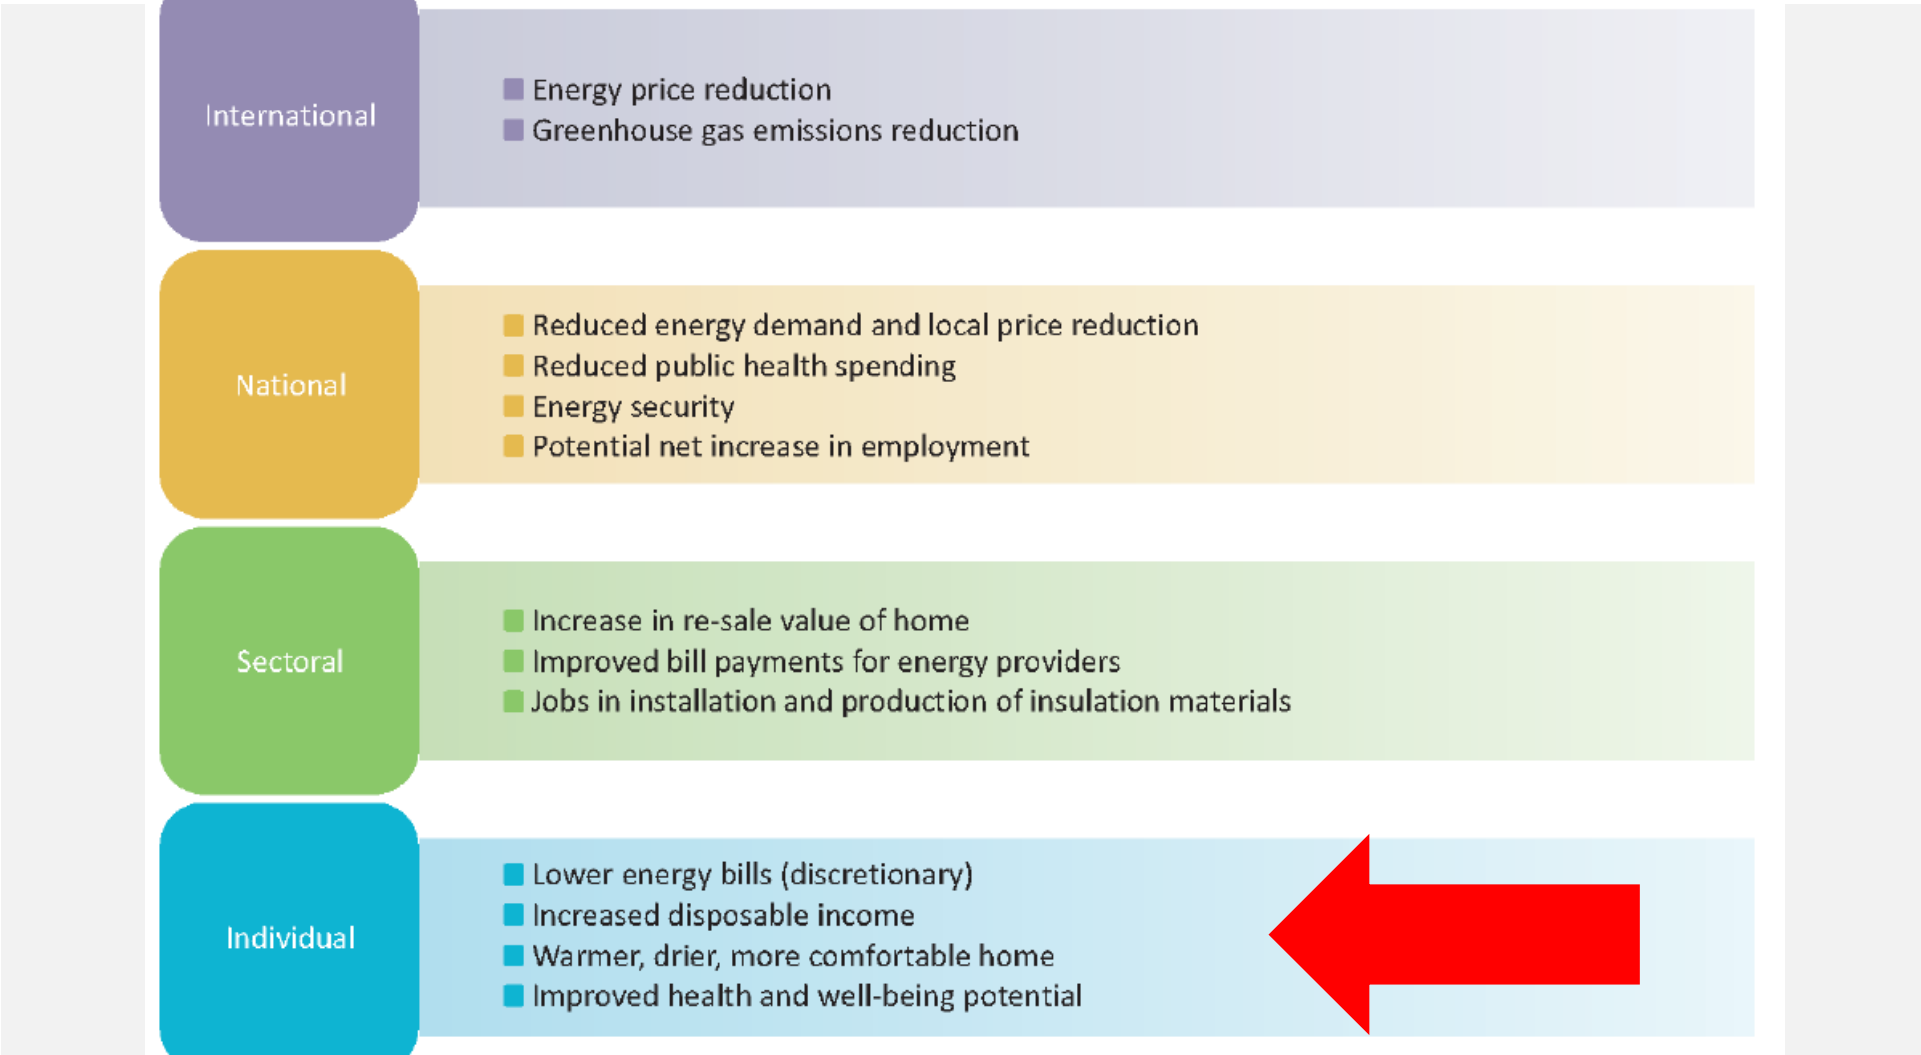 International
Energy price reduction
Greenhouse gas emissions reduction
National
Reduced energy demand and local price reduction
Reduced public health spending
Energy security
Potential net increase in employment
Sectoral
Increase in re-sale value of home
Improved bill payments for energy providers
Jobs in installation and production of insulation materials
Individual
Lower energy bills (discretionary)
Increased disposable income
Warmer, drier, more comfortable home
Improved health and well-being potential